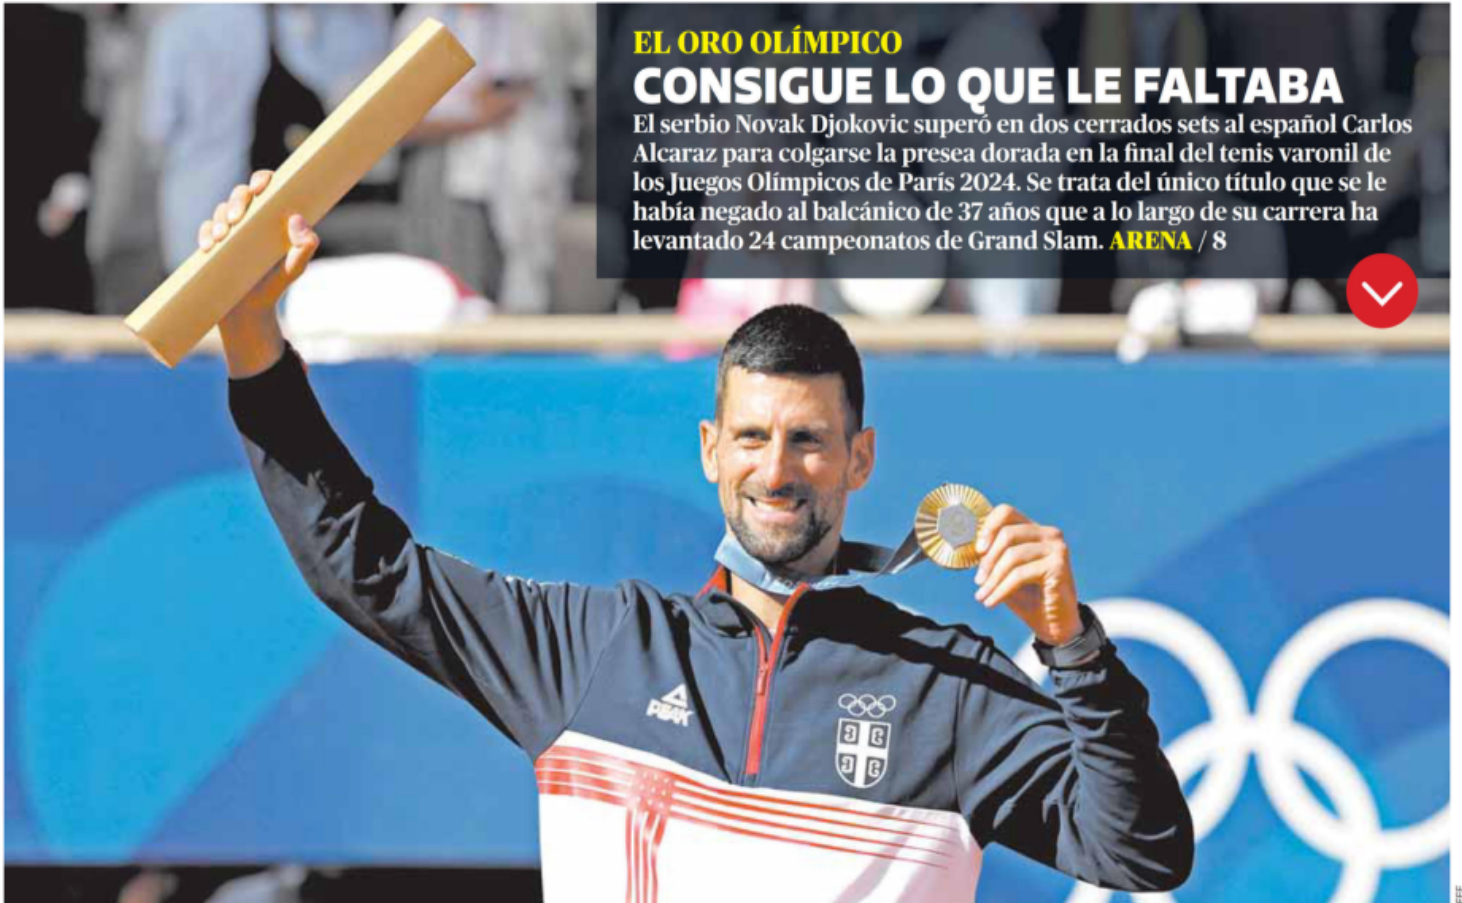 EL ORO OLÍMPICO
CONSIGUE LO QUE LE FALTABA
El serbio Novak Djokovic superó en dos cerrados sets al español Carlos
Alcaraz para colgarse la presea dorada en la final del tenis varonil de
los Juegos Olímpicos de París 2024. Se trata del único título que se le
había negado al balcánico de 37 años que a lo largo de su carrera ha
levantado 24 campeonatos de Grand Slam. ARENA / 8
PEAK
EFE